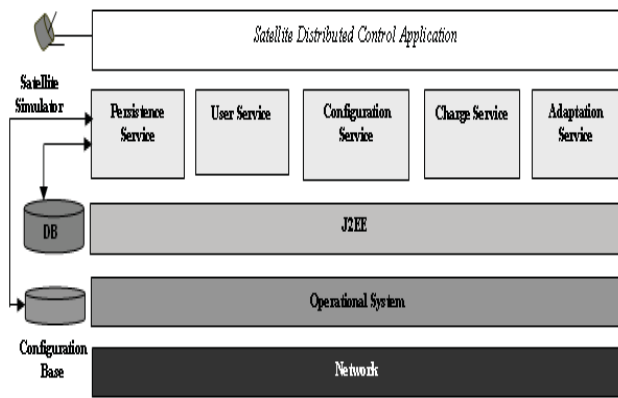 Satellite Distributed Control Application
Satellite
Simulator
Persistence
Service
User Service
Configuration
Service
Charge Service
Adaptation
Service
DB
J2EE
Operational System
Configuration
Base
Network